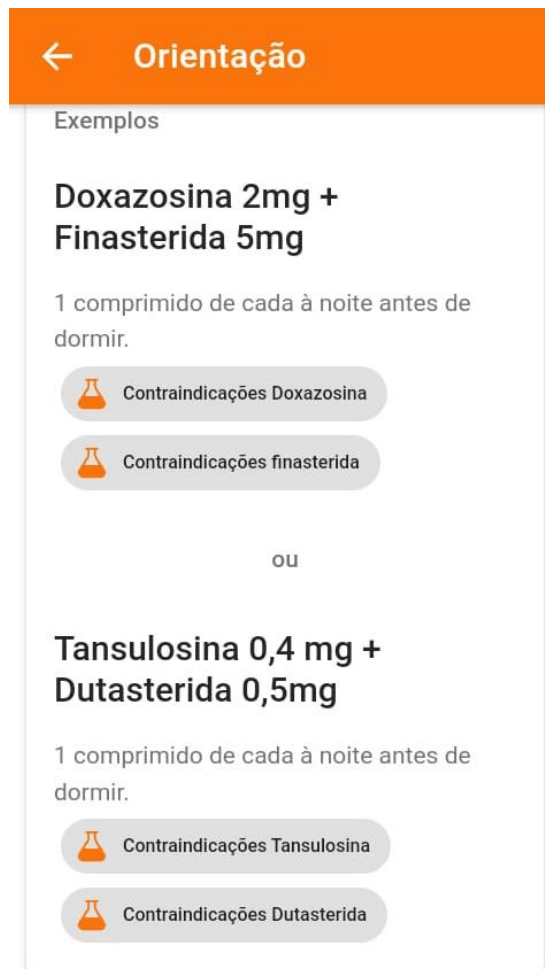 Orientação
Exemplos
Doxazosina 2mg +
Finasterida 5mg
1 comprimido de cada à noite antes de
dormir.
Contraindicações Doxazosina
Contraindicações finasterida
ou
Tansulosina 0,4 mg +
Dutasterida 0,5mg
1 comprimido de cada à noite antes de
dormir.
Contraindicações Tansulosina
Contraindicações Dutasterida